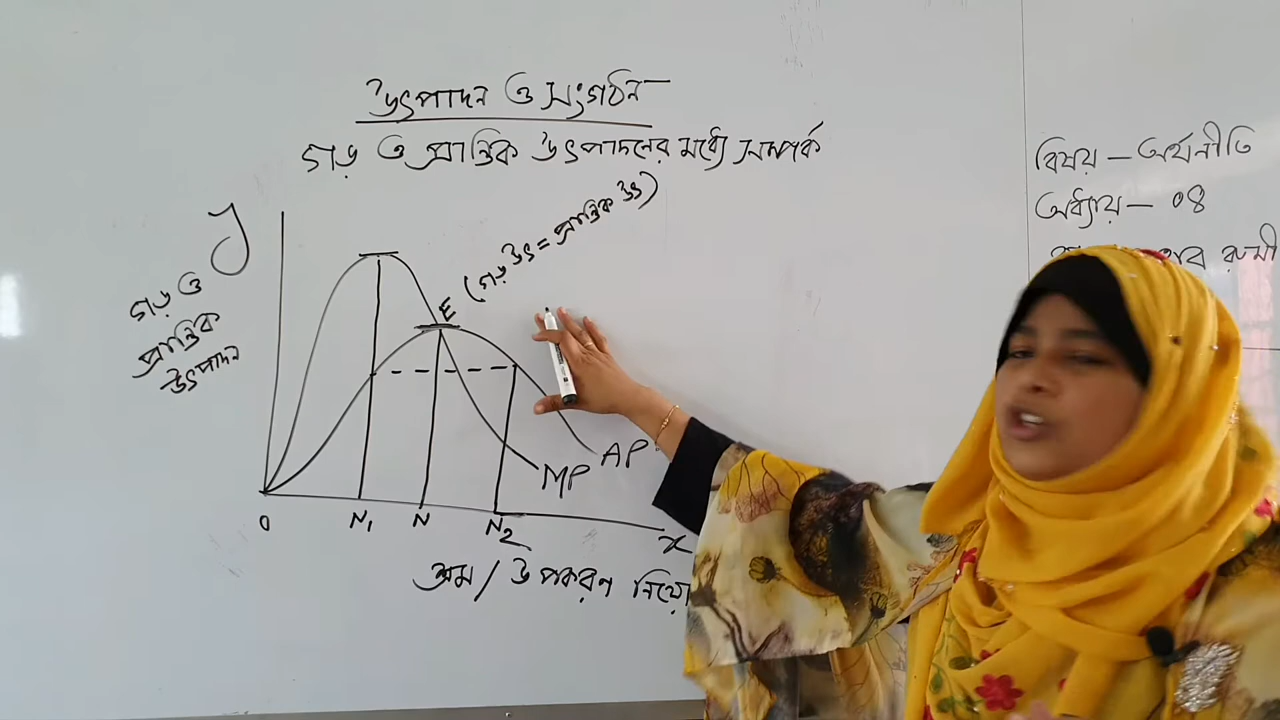 উৎপাদন ও সংগঠন
গড় ও প্রান্তিক উৎপাদনের মধ্যে সম্পর্ক
বিষয় – অর্থনীতি
অধ্যায় – ০৪
রুমী
y
গড় ও
প্রান্তিক
উৎপাদন
E (গড় উৎ = প্রান্তিক উৎ)
AP
MP
0 N₁ N N₂ x
শ্রম / উপকরণ